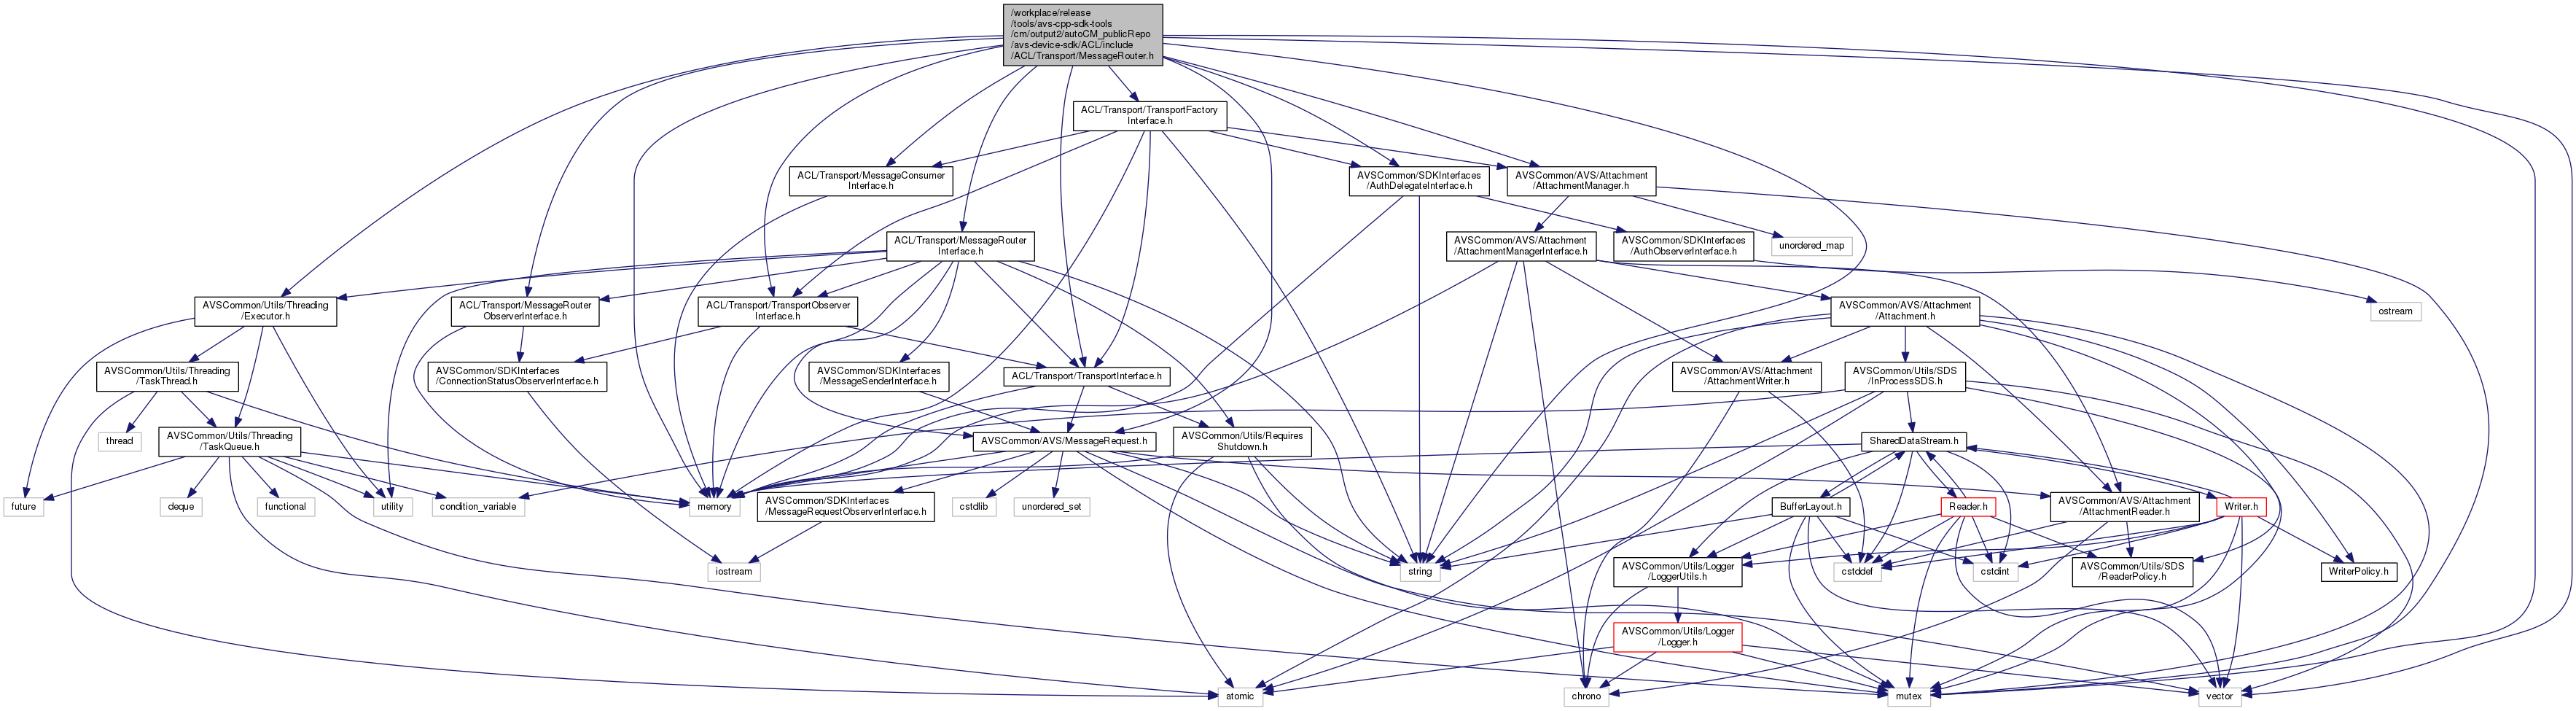 /workplace/release
/tools/avs-cpp-sdk-tools
/cm/output2/autoCM_publicRepo
/avs-device-sdk/ACL/include
/ACL/Transport/MessageRouter.h
ACL/Transport/TransportFactory
Interface.h
ACL/Transport/MessageConsumer
Interface.h
AVSCommon/SDKInterfaces
/AuthDelegateInterface.h
AVSCommon/AVS/Attachment
/AttachmentManager.h
ACL/Transport/MessageRouter
Interface.h
AVSCommon/AVS/Attachment
/AttachmentManagerInterface.h
AVSCommon/SDKInterfaces
/AuthObserverInterface.h
unordered_map
AVSCommon/Utils/Threading
/Executor.h
ACL/Transport/MessageRouter
ObserverInterface.h
ACL/Transport/TransportObserver
Interface.h
AVSCommon/AVS/Attachment
/Attachment.h
ostream
AVSCommon/Utils/Threading
/TaskThread.h
AVSCommon/SDKInterfaces
/ConnectionStatusObserverInterface.h
AVSCommon/SDKInterfaces
/MessageSenderInterface.h
ACL/Transport/TransportInterface.h
AVSCommon/AVS/Attachment
/AttachmentWriter.h
AVSCommon/Utils/SDS
/InProcessSDS.h
thread
AVSCommon/Utils/Threading
/TaskQueue.h
AVSCommon/AVS/MessageRequest.h
AVSCommon/Utils/Requires
Shutdown.h
SharedDataStream.h
future
deque
functional
utility
condition_variable
memory
AVSCommon/SDKInterfaces
/MessageRequestObserverInterface.h
cstdlib
unordered_set
BufferLayout.h
Reader.h
AVSCommon/AVS/Attachment
/AttachmentReader.h
Writer.h
iostream
string
AVSCommon/Utils/Logger
/LoggerUtils.h
cstddef
cstdint
AVSCommon/Utils/SDS
/ReaderPolicy.h
WriterPolicy.h
AVSCommon/Utils/Logger
/Logger.h
atomic
chrono
mutex
vector